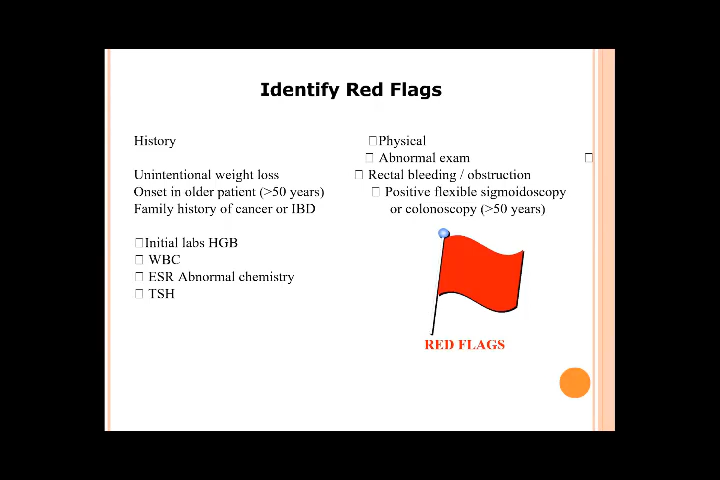 Identify Red Flags
History
Unintentional weight loss
Onset in older patient (>50 years)
Family history of cancer or IBD
□Initial labs HGB
□ WBC
□ ESR Abnormal chemistry
□ TSH
□Physical
□ Abnormal exam □
□ Rectal bleeding / obstruction
□ Positive flexible sigmoidoscopy
or colonoscopy (>50 years)
RED FLAGS